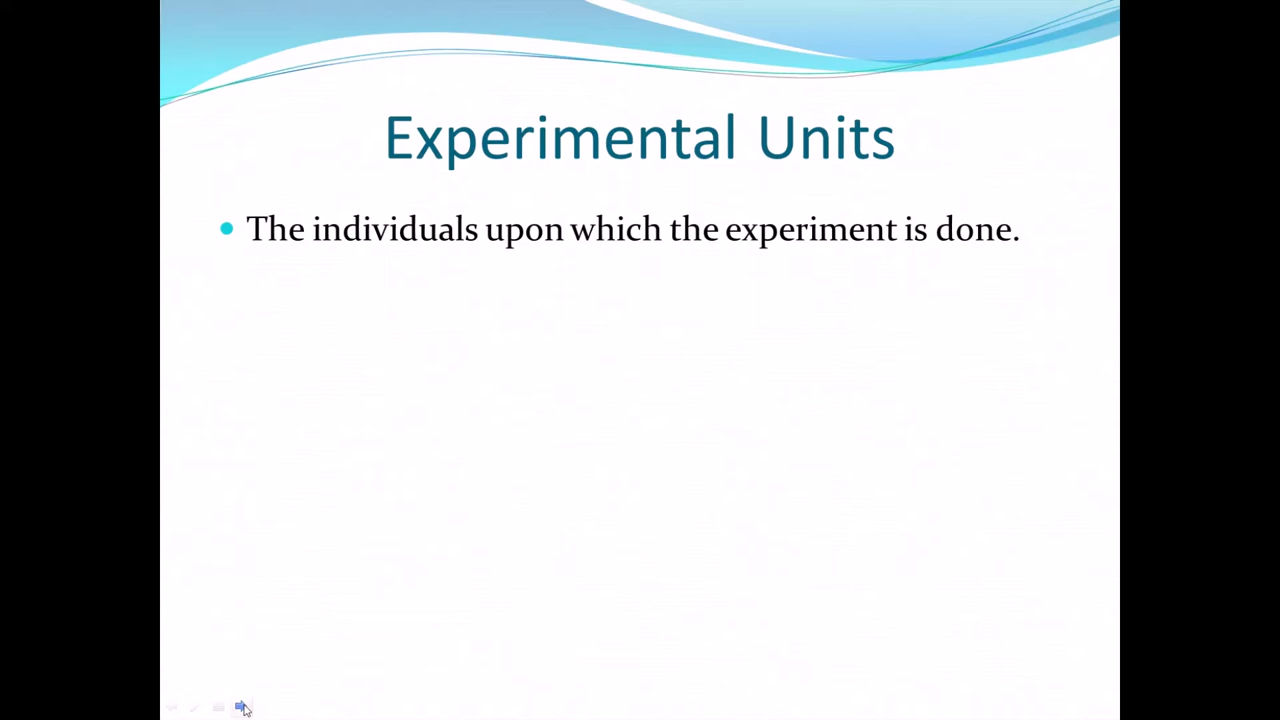 Experimental Units
• The individuals upon which the experiment is done.